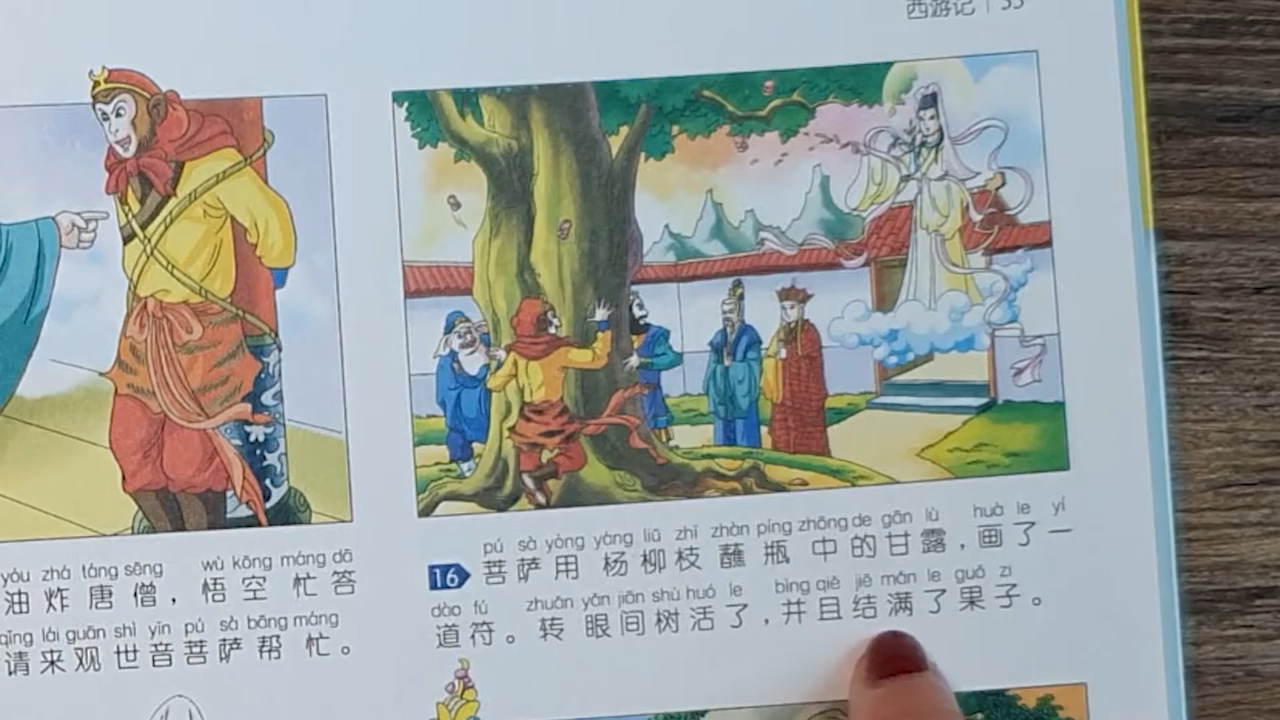 西游记 | 35
yóu zhá táng sēng wù kōng máng dā
油炸唐僧，悟空忙答
qǐng lái guān shì yīn pú sà bāng máng
请来观世音菩萨帮忙。
pú sà yòng yáng liǔ zhī zhàn píng zhōng de gān lù huà le yí
16 菩萨用杨柳枝蘸瓶中的甘露，画了一
dào fú zhuǎn yǎn jiān shù huó le bìng qiě jiē mǎn le guǒ zi
道符。转眼间树活了，并且结满了果子。